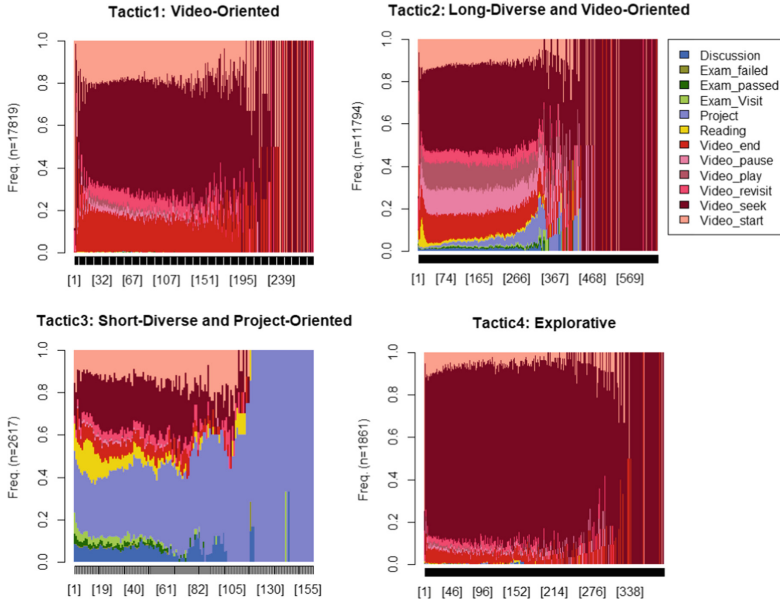 Tactic1: Video-Oriented
Freq. (n=17819)
1.0
0.8
0.6
0.4
0.2
0.0
[1] [32] [67] [107] [151] [195] [239]
Tactic2: Long-Diverse and Video-Oriented
Freq. (n=11794)
1.0
0.8
0.6
0.4
0.2
0.0
[1] [74] [165] [266] [367] [468] [569]
Discussion
Exam_failed
Exam_passed
Exam_Visit
Project
Reading
Video_end
Video_pause
Video_play
Video_revisit
Video_seek
Video_start
Tactic3: Short-Diverse and Project-Oriented
Freq. (n=2617)
1.0
0.8
0.6
0.4
0.2
0.0
[1] [19] [40] [61] [82] [105] [130] [155]
Tactic4: Explorative
Freq. (n=1861)
1.0
0.8
0.6
0.4
0.2
0.0
[1] [46] [96] [152] [214] [276] [338]